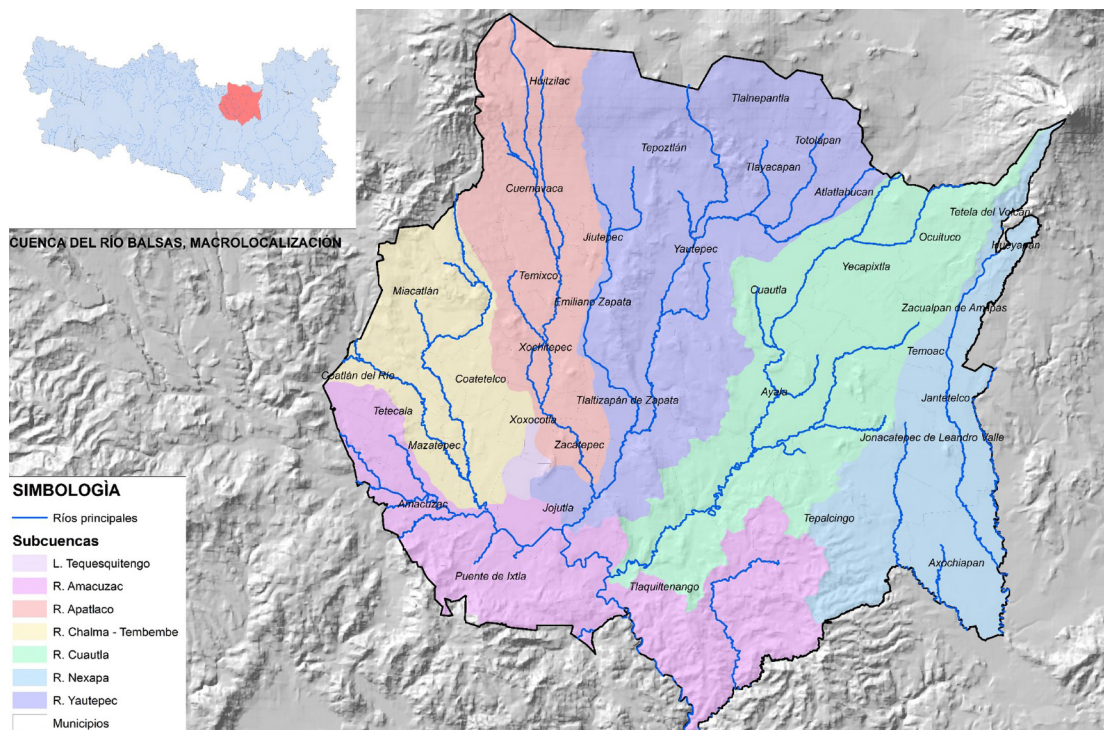 CUENCA DEL RÍO BALSAS, MACROLOCALIZACIÓN
Huitzilac
Tlalnepantla
Tepoztlán
Totolapan
Tlayacapan
Cuernavaca
Atlatlahucan
Tetela del Volcán
Jiutepec
Ocuituco
Hueyapan
Yautepec
Yecapixtla
Temixco
Miacatlán
Cuautla
Emiliano Zapata
Zacualpan de Amilpas
Xochitepec
Temoac
Coatlán del Río
Coatetelco
Ayala
Tlaltizapán de Zapata
Jantetelco
Tetecala
Xoxocotla
Mazatepec
Zacatepec
Jonacatepec de Leandro Valle
Amacuzac
Jojutla
Tepalcingo
Axochiapan
Puente de Ixtla
Tlaquiltenango
SIMBOLOGÌA
Ríos principales
Subcuencas
L. Tequesquitengo
R. Amacuzac
R. Apatlaco
R. Chalma - Tembembe
R. Cuautla
R. Nexapa
R. Yautepec
Municipios